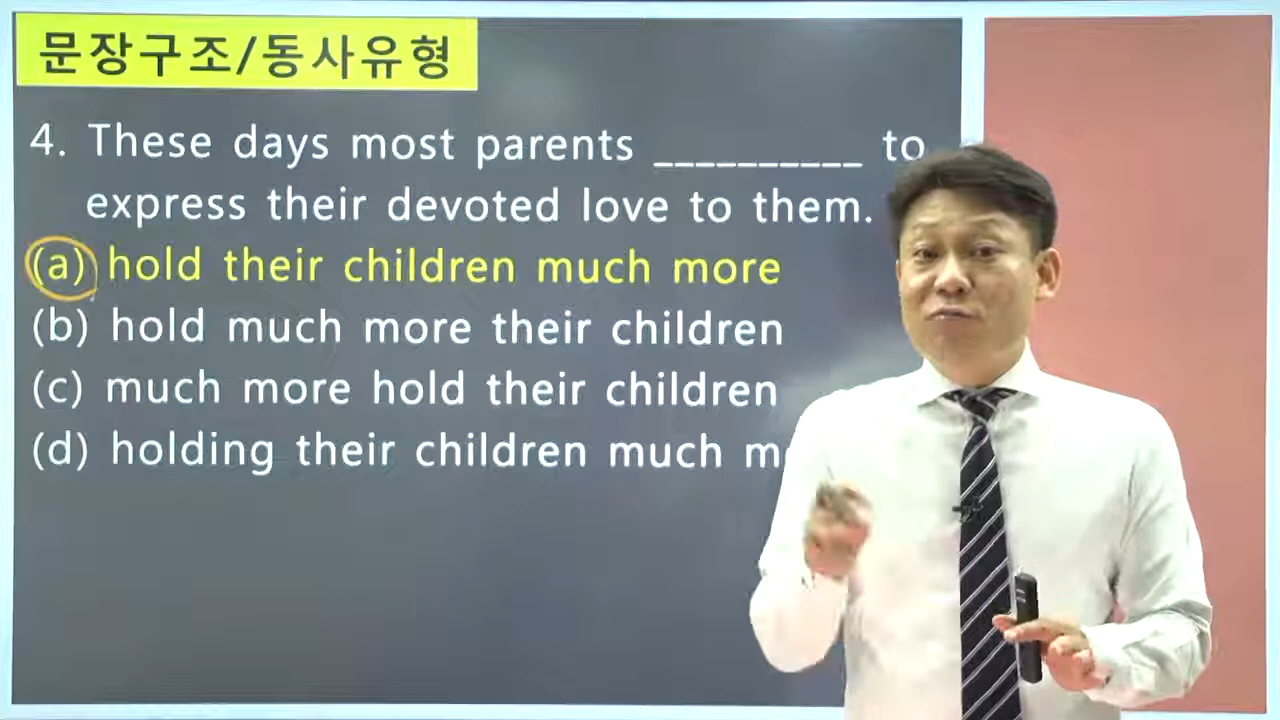 문장구조/동사유형
4. These days most parents __________ to
express their devoted love to them.
(a) hold their children much more
(b) hold much more their children
(c) much more hold their children
(d) holding their children much